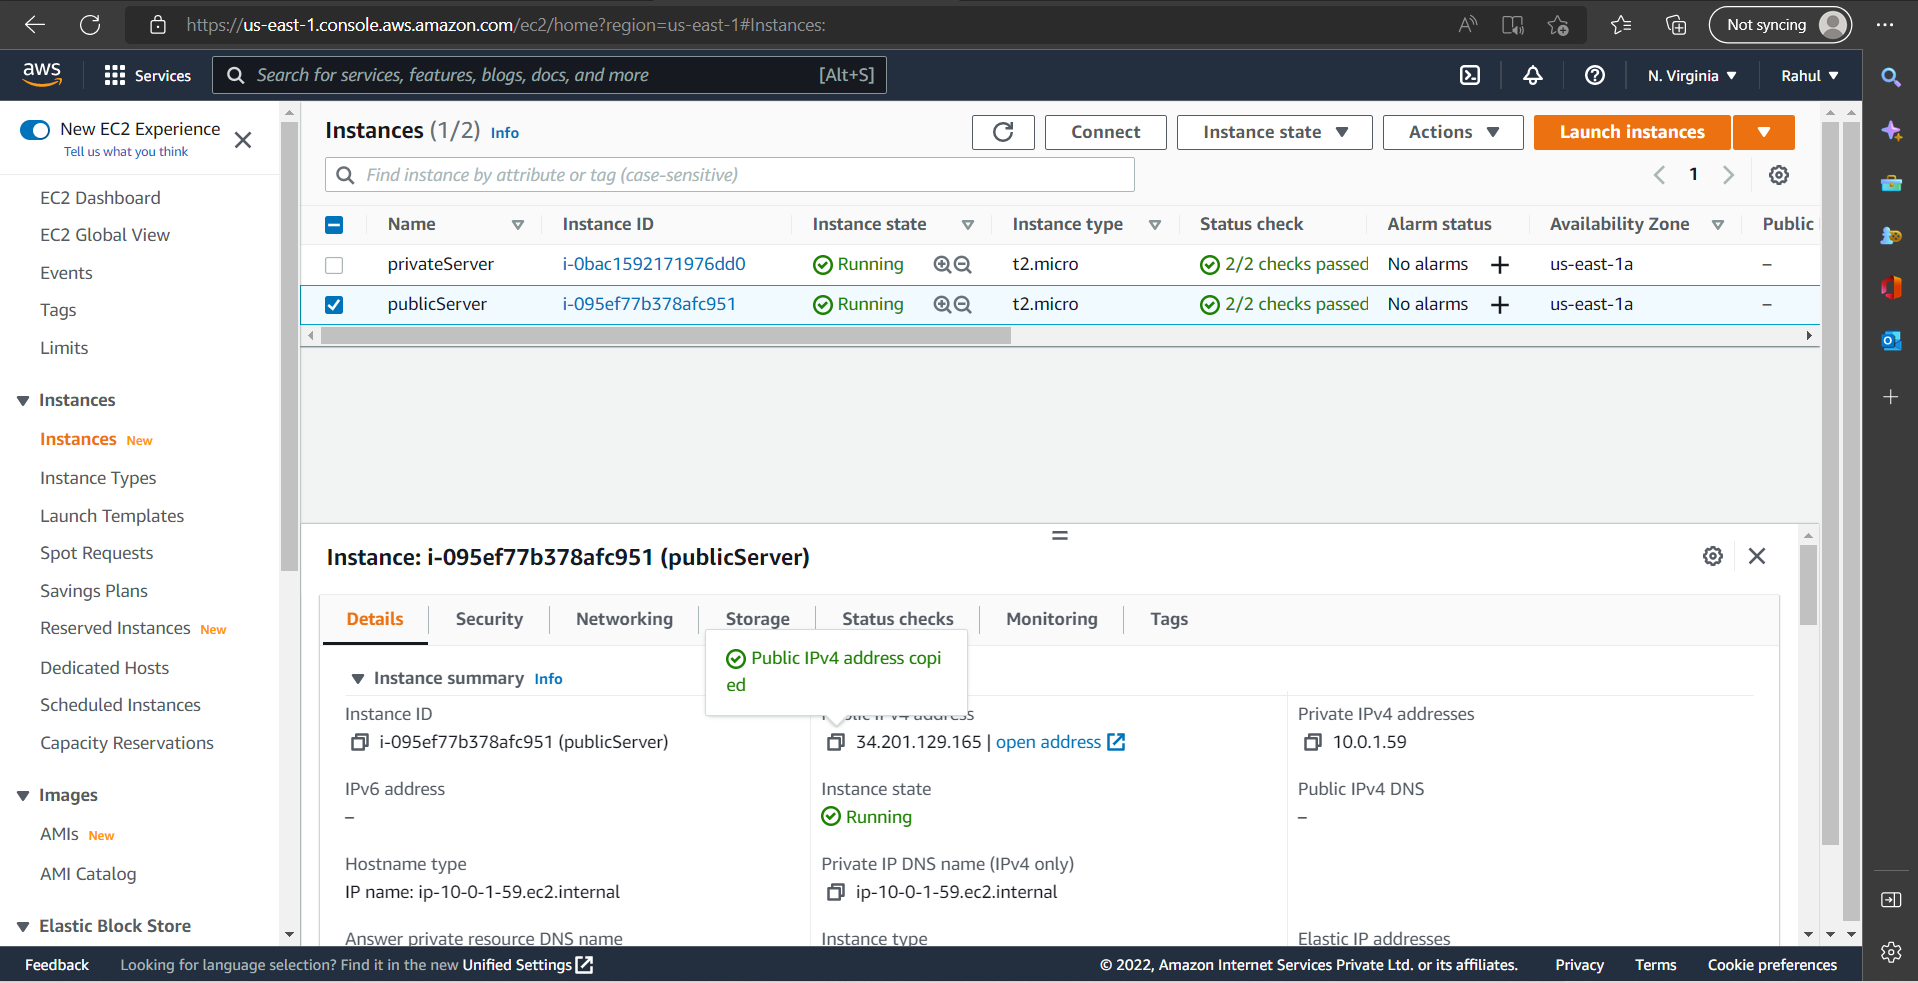 https://us-east-1.console.aws.amazon.com/ec2/home?region=us-east-1#Instances:
Not syncing
aws
Services
Search for services, features, blogs, docs, and more [Alt+S]
N. Virginia
Rahul
New EC2 Experience
Tell us what you think
EC2 Dashboard
EC2 Global View
Events
Tags
Limits
Instances
Instances New
Instance Types
Launch Templates
Spot Requests
Savings Plans
Reserved Instances New
Dedicated Hosts
Scheduled Instances
Capacity Reservations
Images
AMIs New
AMI Catalog
Elastic Block Store
Instances (1/2) Info
Connect
Instance state
Actions
Launch instances
Find instance by attribute or tag (case-sensitive)
1
Name Instance ID Instance state Instance type Status check Alarm status Availability Zone Public
privateServer i-0bac1592171976dd0 Running t2.micro 2/2 checks passed No alarms + us-east-1a –
publicServer i-095ef77b378afc951 Running t2.micro 2/2 checks passed No alarms + us-east-1a –
Instance: i-095ef77b378afc951 (publicServer)
Details Security Networking Storage Status checks Monitoring Tags
Public IPv4 address copi
ed
Instance summary Info
Instance ID
i-095ef77b378afc951 (publicServer)
Public IPv4 address
34.201.129.165 | open address
Private IPv4 addresses
10.0.1.59
IPv6 address
–
Instance state
Running
Public IPv4 DNS
–
Hostname type
IP name: ip-10-0-1-59.ec2.internal
Private IP DNS name (IPv4 only)
ip-10-0-1-59.ec2.internal
Answer private resource DNS name
Instance type
Elastic IP addresses
Feedback Looking for language selection? Find it in the new Unified Settings
© 2022, Amazon Internet Services Private Ltd. or its affiliates. Privacy Terms Cookie preferences